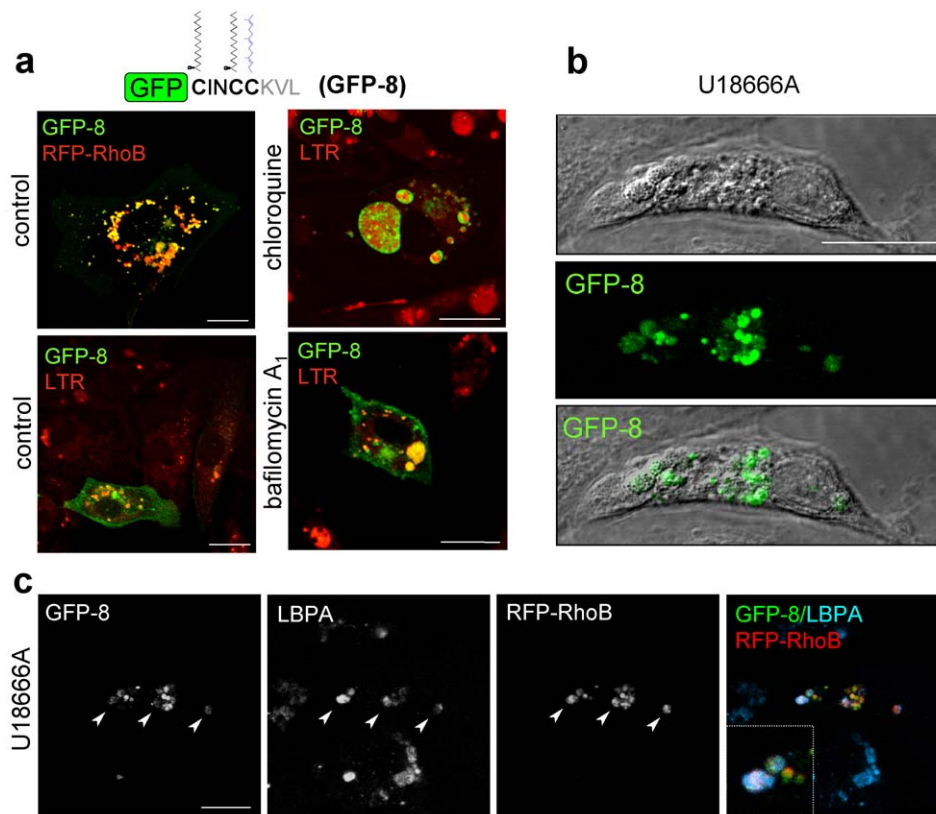 a
GFP CINCCKVL (GFP-8)
control
GFP-8
RFP-RhoB
chloroquine
GFP-8
LTR
control
GFP-8
LTR
bafilomycin A1
GFP-8
LTR
b
U18666A
GFP-8
GFP-8
c
U18666A
GFP-8
LBPA
RFP-RhoB
GFP-8/LBPA
RFP-RhoB